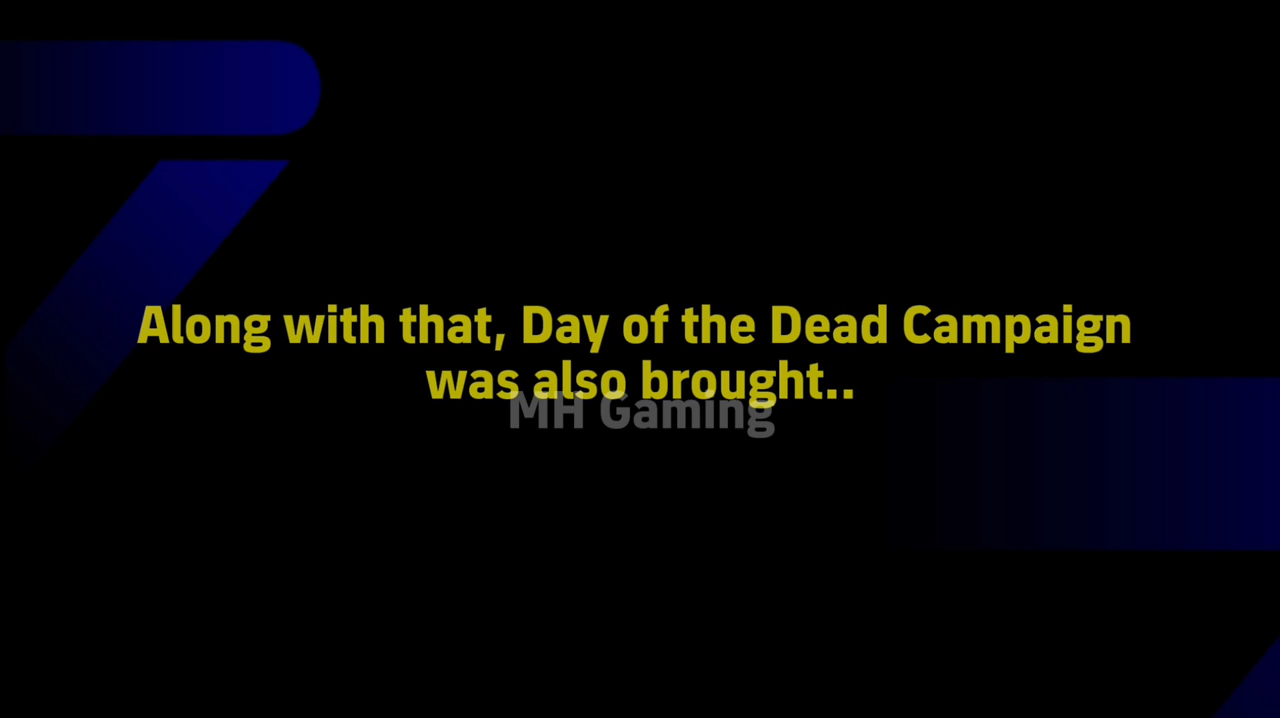 Along with that, Day of the Dead Campaign
was also brought..
MH Gaming